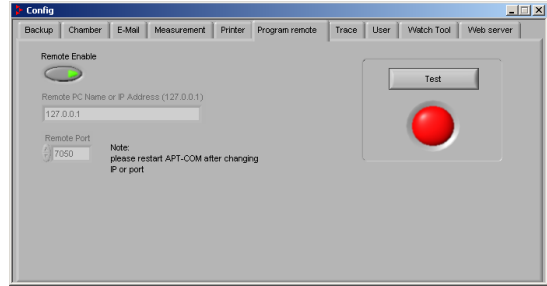 Config
Backup Chamber E-Mail Measurement Printer Program remote Trace User Watch Tool Web server
Remote Enable
Test
Remote PC Name or IP Address (127.0.0.1)
127.0.0.1
Remote Port
7050
Note:
please restart APT-COM after changing
IP or port